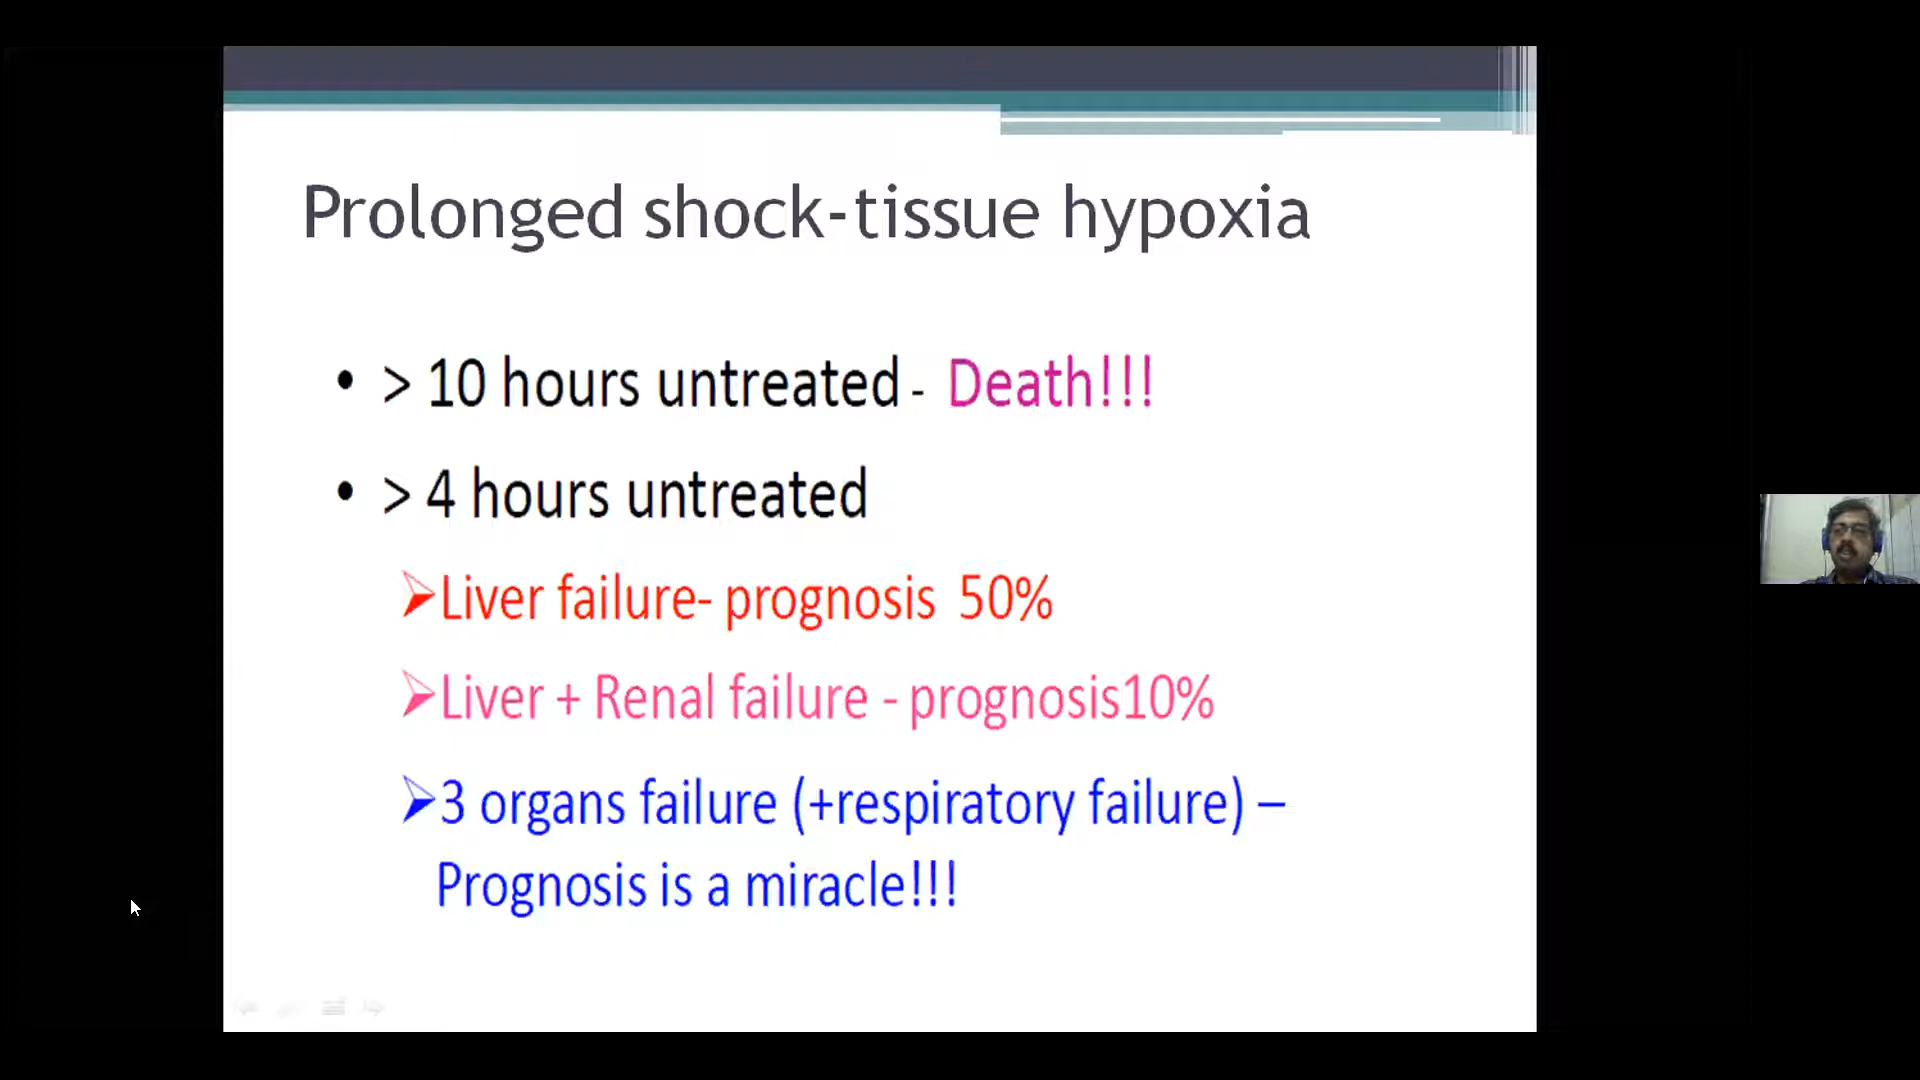 Prolonged shock-tissue hypoxia
• > 10 hours untreated - Death!!!
• > 4 hours untreated
➢Liver failure- prognosis 50%
➢Liver + Renal failure - prognosis10%
➢3 organs failure (+respiratory failure) –
Prognosis is a miracle!!!